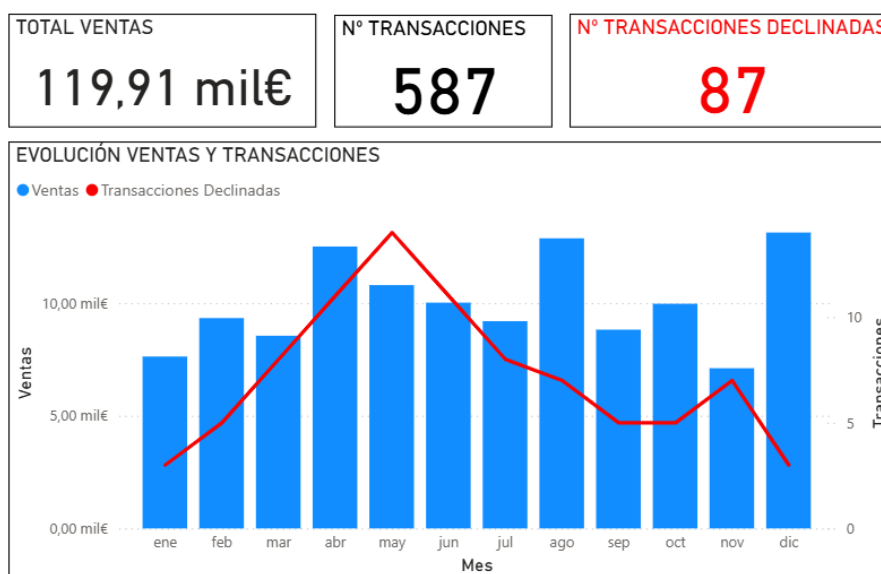 TOTAL VENTAS
119,91 mil€
Nº TRANSACCIONES
587
Nº TRANSACCIONES DECLINADAS
87
EVOLUCIÓN VENTAS Y TRANSACCIONES
Ventas
Transacciones Declinadas
10,00 mil€
5,00 mil€
0,00 mil€
Ventas
10
5
0
Transacciones
ene
feb
mar
abr
may
jun
jul
ago
sep
oct
nov
dic
Mes